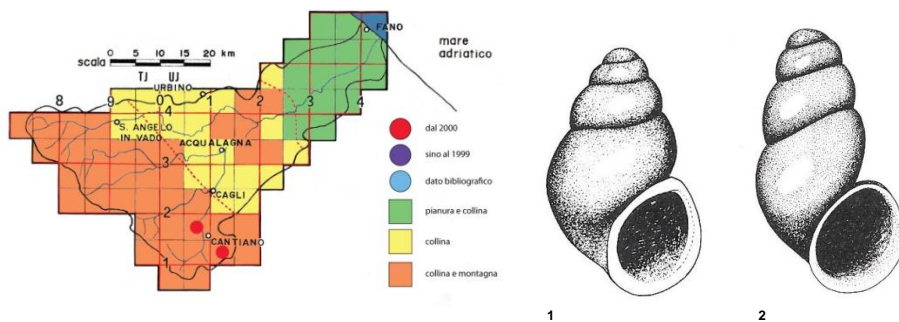 scala 0 5 10 15 20 km
TJ UJ
FANO
mare
adriatico
URBINO
8 9 0 1 2 3 4
4
S. ANGELO
IN VADO
ACQUALAGNA
3
CAGLI
2
CANTIANO
1
dal 2000
sino al 1999
dato bibliografico
pianura e collina
collina
collina e montagna
1 2